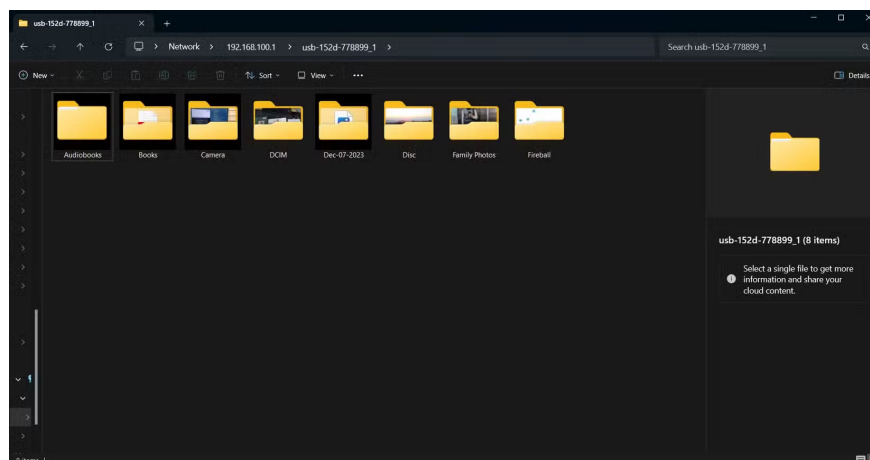 usb-152d-778899_1
Network > 192.168.100.1 > usb-152d-778899_1 >
Search usb-152d-778899_1
New
Sort
View
Details
Audiobooks
Books
Camera
DCIM
Dec-07-2023
Disc
Family Photos
Fireball
usb-152d-778899_1 (8 items)
Select a single file to get more
information and share your
cloud content.